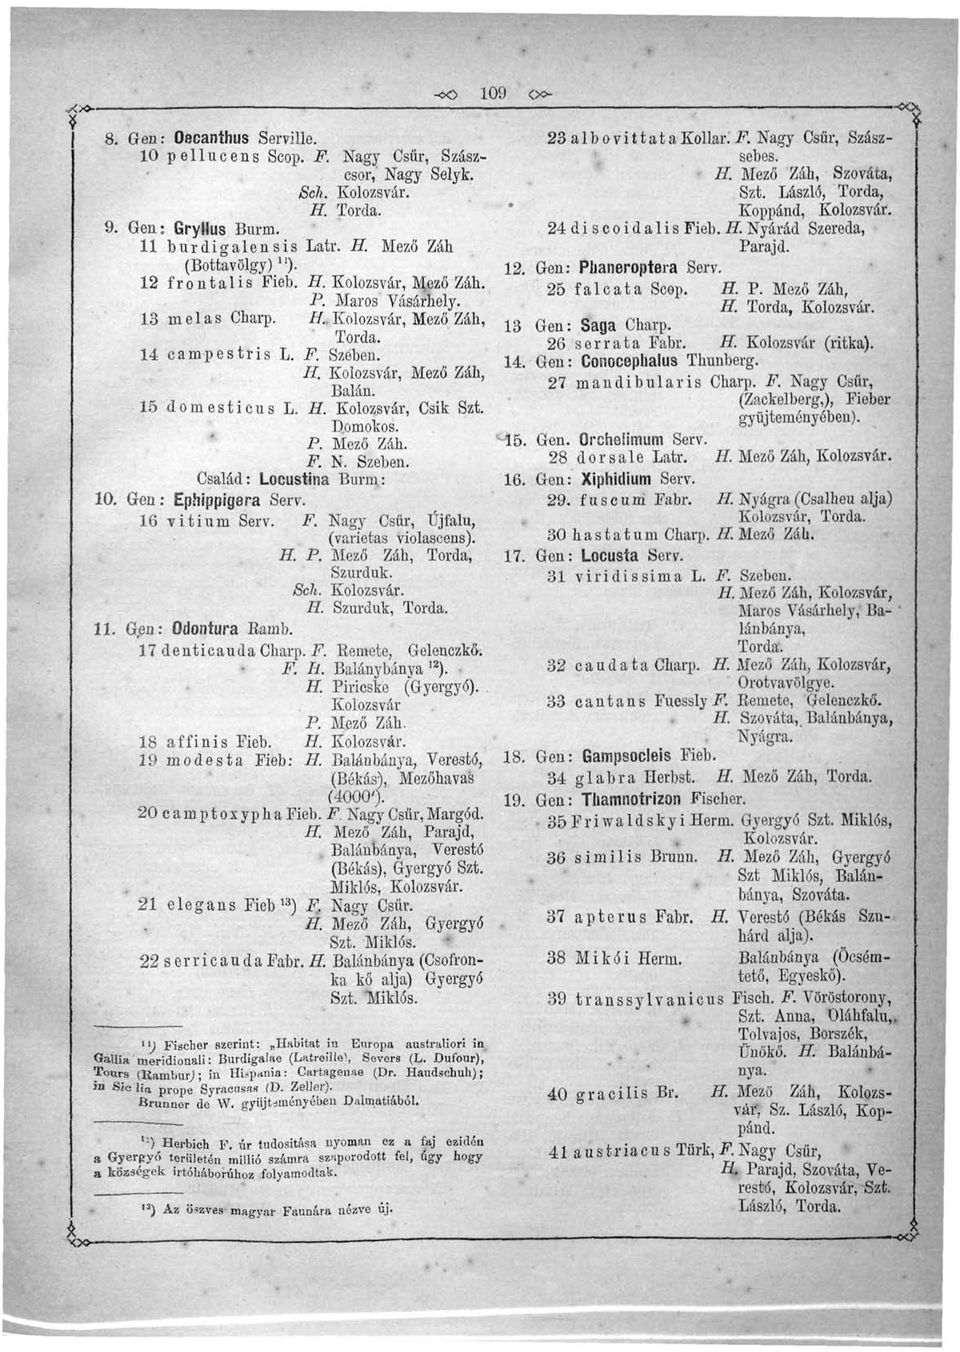 109
8. Gen: Oecanthus Serville.
10 pellucens Scop. F. Nagy Csűr, Szász-
csor, Nagy Selyk.
Sch. Kolozsvár.
H. Torda.
9. Gen: Gryllus Burm.
11 burdigalensis Latr. H. Mező Záh
(Bottavölgy) ¹¹).
12 frontalis Fieb. H. Kolozsvár, Mező Záh.
P. Maros Vásárhely.
13 melas Charp. H. Kolozsvár, Mező Záh,
Torda.
14 campestris L. F. Szeben.
H. Kolozsvár, Mező Záh,
Balán.
15 domesticus L. H. Kolozsvár, Csik Szt.
Domokos.
P. Mező Záh.
F. N. Szeben.
Család: Locustina Burm:
10. Gen: Ephippigera Serv.
16 vitium Serv. F. Nagy Csűr, Újfalu,
(varietas violascens).
H. P. Mező Záh, Torda,
Szurduk.
Sch. Kolozsvár.
H. Szurduk, Torda.
11. Gen: Odontura Ramb.
17 denticauda Charp. F. Remete, Gelenczkő.
F. H. Balánybánya ¹²).
H. Piricske (Gyergyó).
Kolozsvár
P. Mező Záh.
18 affinis Fieb. H. Kolozsvár.
19 modesta Fieb: H. Balánbánya, Verestó,
(Békás), Mezőhavas
(4000').
20 camptoxypha Fieb. F. Nagy Csűr, Margód.
H. Mező Záh, Parajd,
Balánbánya, Verestó
(Békás), Gyergyó Szt.
Miklós, Kolozsvár.
21 elegans Fieb ¹³) F. Nagy Csűr.
H. Mező Záh, Gyergyó
Szt. Miklós.
22 serricauda Fabr. H. Balánbánya (Csofron-
ka kő alja) Gyergyó
Szt. Miklós.
¹¹) Fischer szerint: „Habitat in Europa australiori in
Gallia meridionali: Burdigalae (Latreille), Severs (L. Dufour),
Tours (Rambur); in Hispania: Cartagenae (Dr. Handschuh);
in Sicilia prope Syracusas (D. Zeller).
Brunner de W. gyüjteményében Dalmatiából.
¹²) Herbich F. úr tudositása nyoman ez a faj ezidén
a Gyergyó területén millió számra szaporodott fel, úgy hogy
a községek irtóháborúhoz folyamodtak.
¹³) Az öszves magyar Faunára nézve új.
23 albovittata Kollar. F. Nagy Csűr, Szász-
sebes.
H. Mező Záh, Szováta,
Szt. László, Torda,
Koppánd, Kolozsvár.
24 discoidalis Fieb. H. Nyárád Szereda,
Parajd.
12. Gen: Phaneroptera Serv.
25 falcata Scop. H. P. Mező Záh,
H. Torda, Kolozsvár.
13 Gen: Saga Charp.
26 serrata Fabr. H. Kolozsvár (ritka).
14. Gen: Conocephalus Thunberg.
27 mandibularis Charp. F. Nagy Csűr,
(Zackelberg,), Fieber
gyüjteményében).
15. Gen. Orchelimum Serv.
28 dorsale Latr. H. Mező Záh, Kolozsvár.
16. Gen: Xiphidium Serv.
29. fuscum Fabr. H. Nyágra (Csalheu alja)
Kolozsvár, Torda.
30 hastatum Charp. H. Mező Záh.
17. Gen: Locusta Serv.
31 viridissima L. F. Szeben.
H. Mező Záh, Kolozsvár,
Maros Vásárhely, Ba-
lánbánya,
Torda.
32 caudata Charp. H. Mező Záh, Kolozsvár,
Orotvavölgye.
33 cantans Fuessly F. Remete, Gelenczkő.
H. Szováta, Balánbánya,
Nyágra.
18. Gen: Gampsocleis Fieb.
34 glabra Herbst. H. Mező Záh, Torda.
19. Gen: Thamnotrizon Fischer.
35 Friwaldskyi Herm. Gyergyó Szt. Miklós,
Kolozsvár.
36 similis Brunn. H. Mező Záh, Gyergyó
Szt Miklós, Balán-
bánya, Szováta.
37 apterus Fabr. H. Verestó (Békás Szu-
hárd alja).
38 Mikói Herm. Balánbánya (Öcsém-
tető, Egyeskő).
39 transsylvanicus Fisch. F. Vöröstorony,
Szt. Anna, Oláhfalu,
Tolvajos, Borszék,
Ünőkő. H. Balánbá-
nya.
40 gracilis Br. H. Mező Záh, Kolozs-
vár, Sz. László, Kop-
pánd.
41 austriacus Türk, F. Nagy Csűr,
H. Parajd, Szováta, Ve-
restó, Kolozsvár, Szt.
László, Torda.